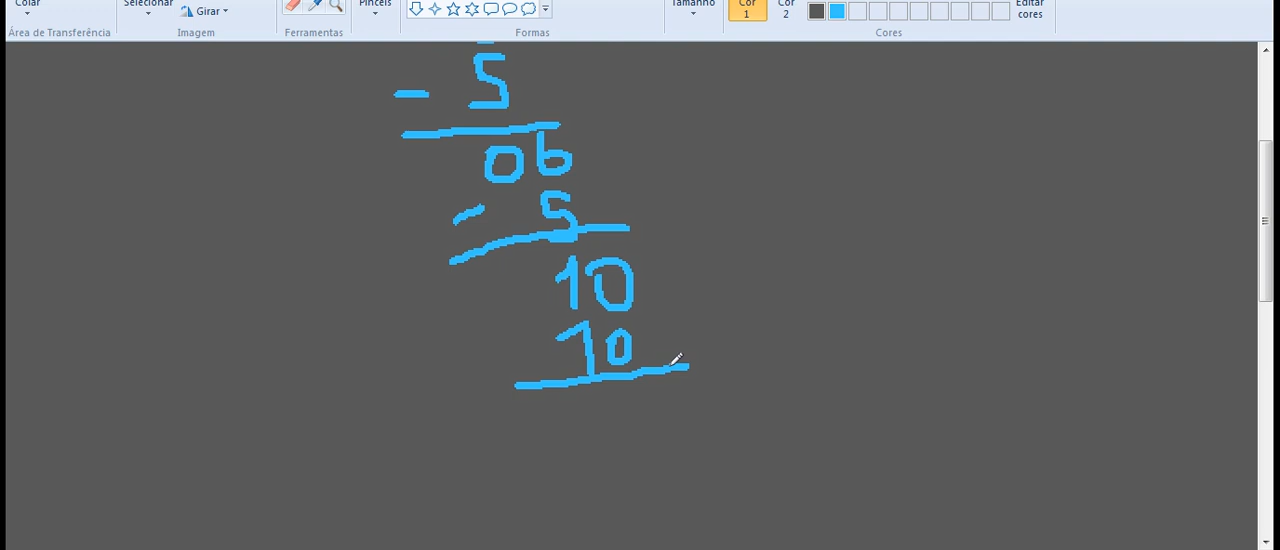 Colar
Selecionar
Girar
Pincéis
Tamanho
Cor 1
Cor 2
Editar cores
Área de Transferência
Imagem
Ferramentas
Formas
Cores
- 5
06
- 5
10
10